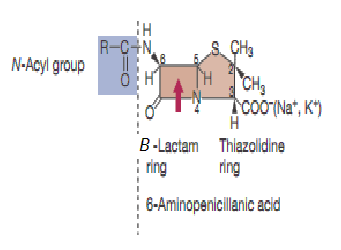 H
R-C-N
S
CH₃
N-Acyl group
6
5
2
O
H
H
CH₃
3
N
COO⁻(Na⁺, K⁺)
O
4
H
B-Lactam Thiazolidine
ring ring
6-Aminopenicillanic acid